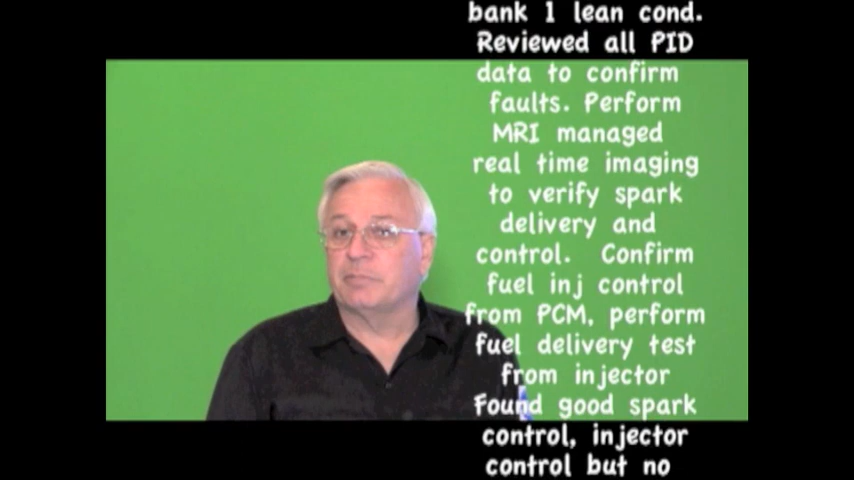 bank 1 lean cond.
Reviewed all PID
data to confirm
faults. Perform
MRI managed
real time imaging
to verify spark
delivery and
control. Confirm
fuel inj control
from PCM, perform
fuel delivery test
from injector
Found good spark
control, injector
control but no